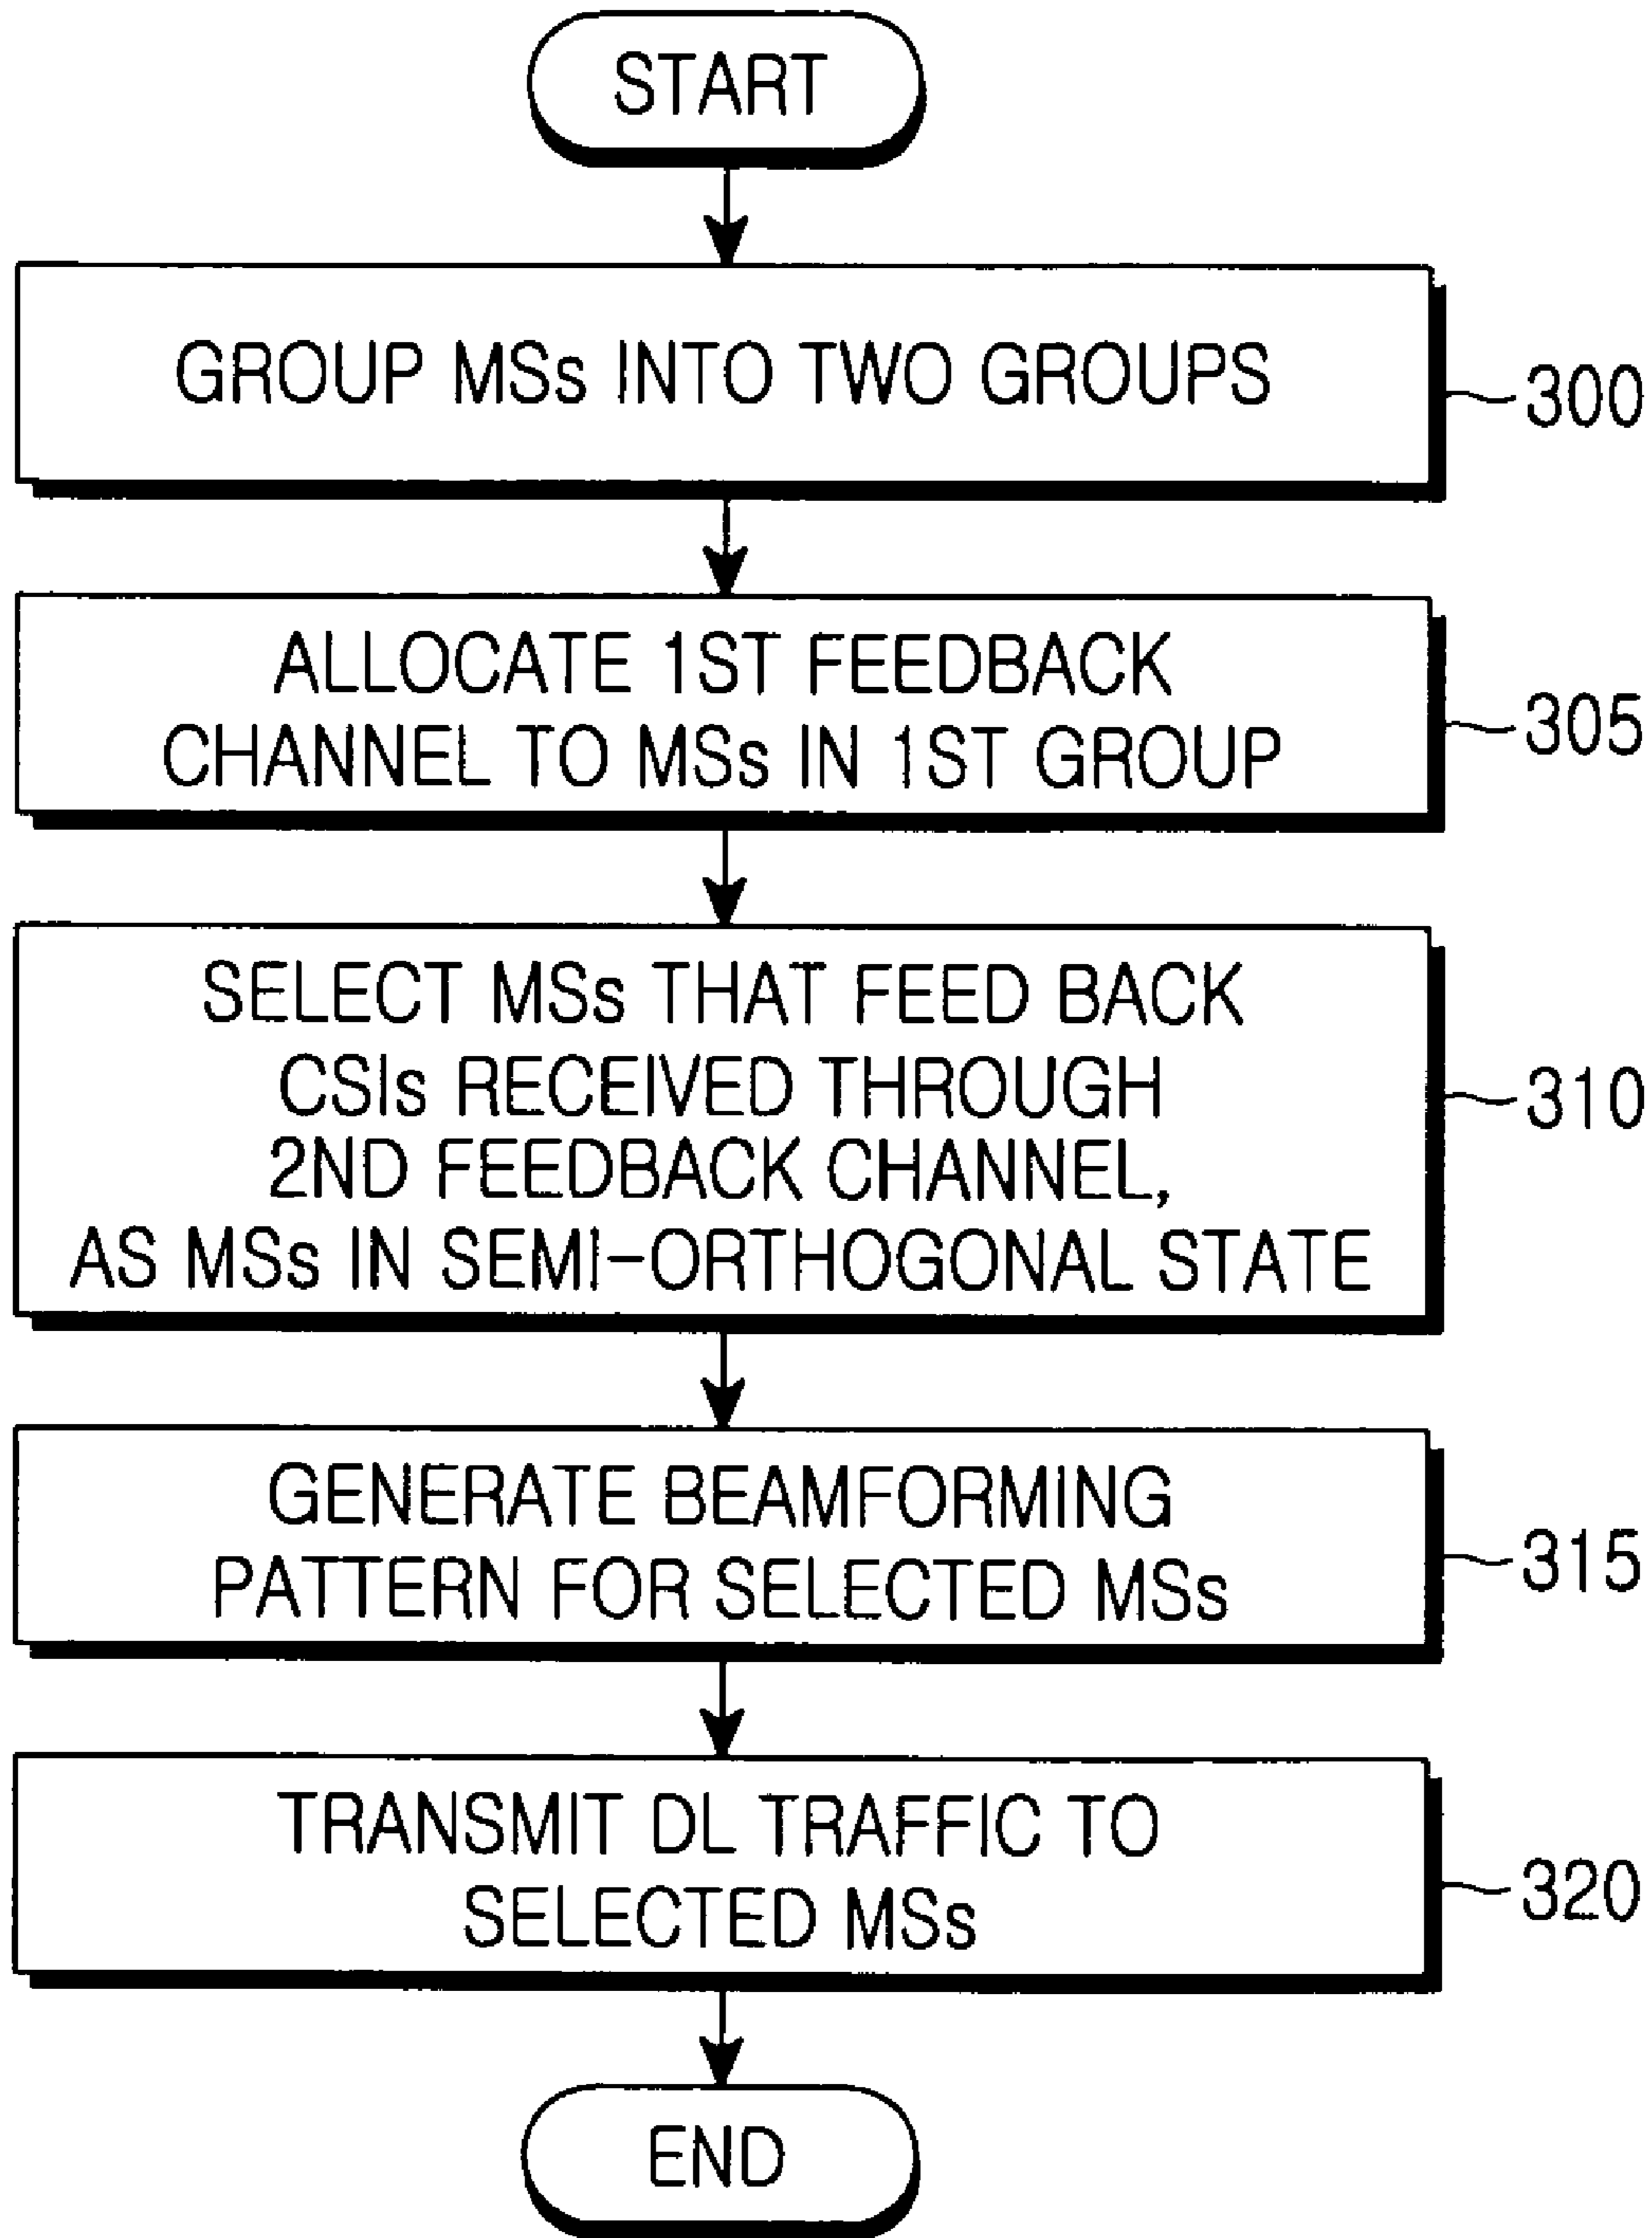 START
GROUP MSs INTO TWO GROUPS
300
ALLOCATE 1ST FEEDBACK
CHANNEL TO MSs IN 1ST GROUP
305
SELECT MSs THAT FEED BACK
CSIs RECEIVED THROUGH
2ND FEEDBACK CHANNEL,
AS MSs IN SEMI-ORTHOGONAL STATE
310
GENERATE BEAMFORMING
PATTERN FOR SELECTED MSs
315
TRANSMIT DL TRAFFIC TO
SELECTED MSs
320
END